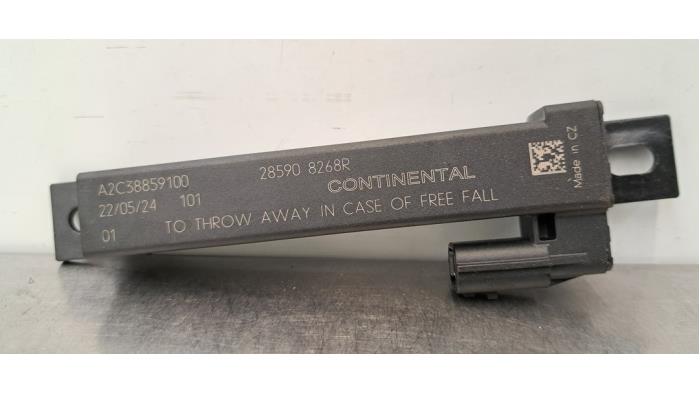 A2C38859100 28590 8268R
22/05/24 101 CONTINENTAL
01 TO THROW AWAY IN CASE OF FREE FALL
Made in CZ